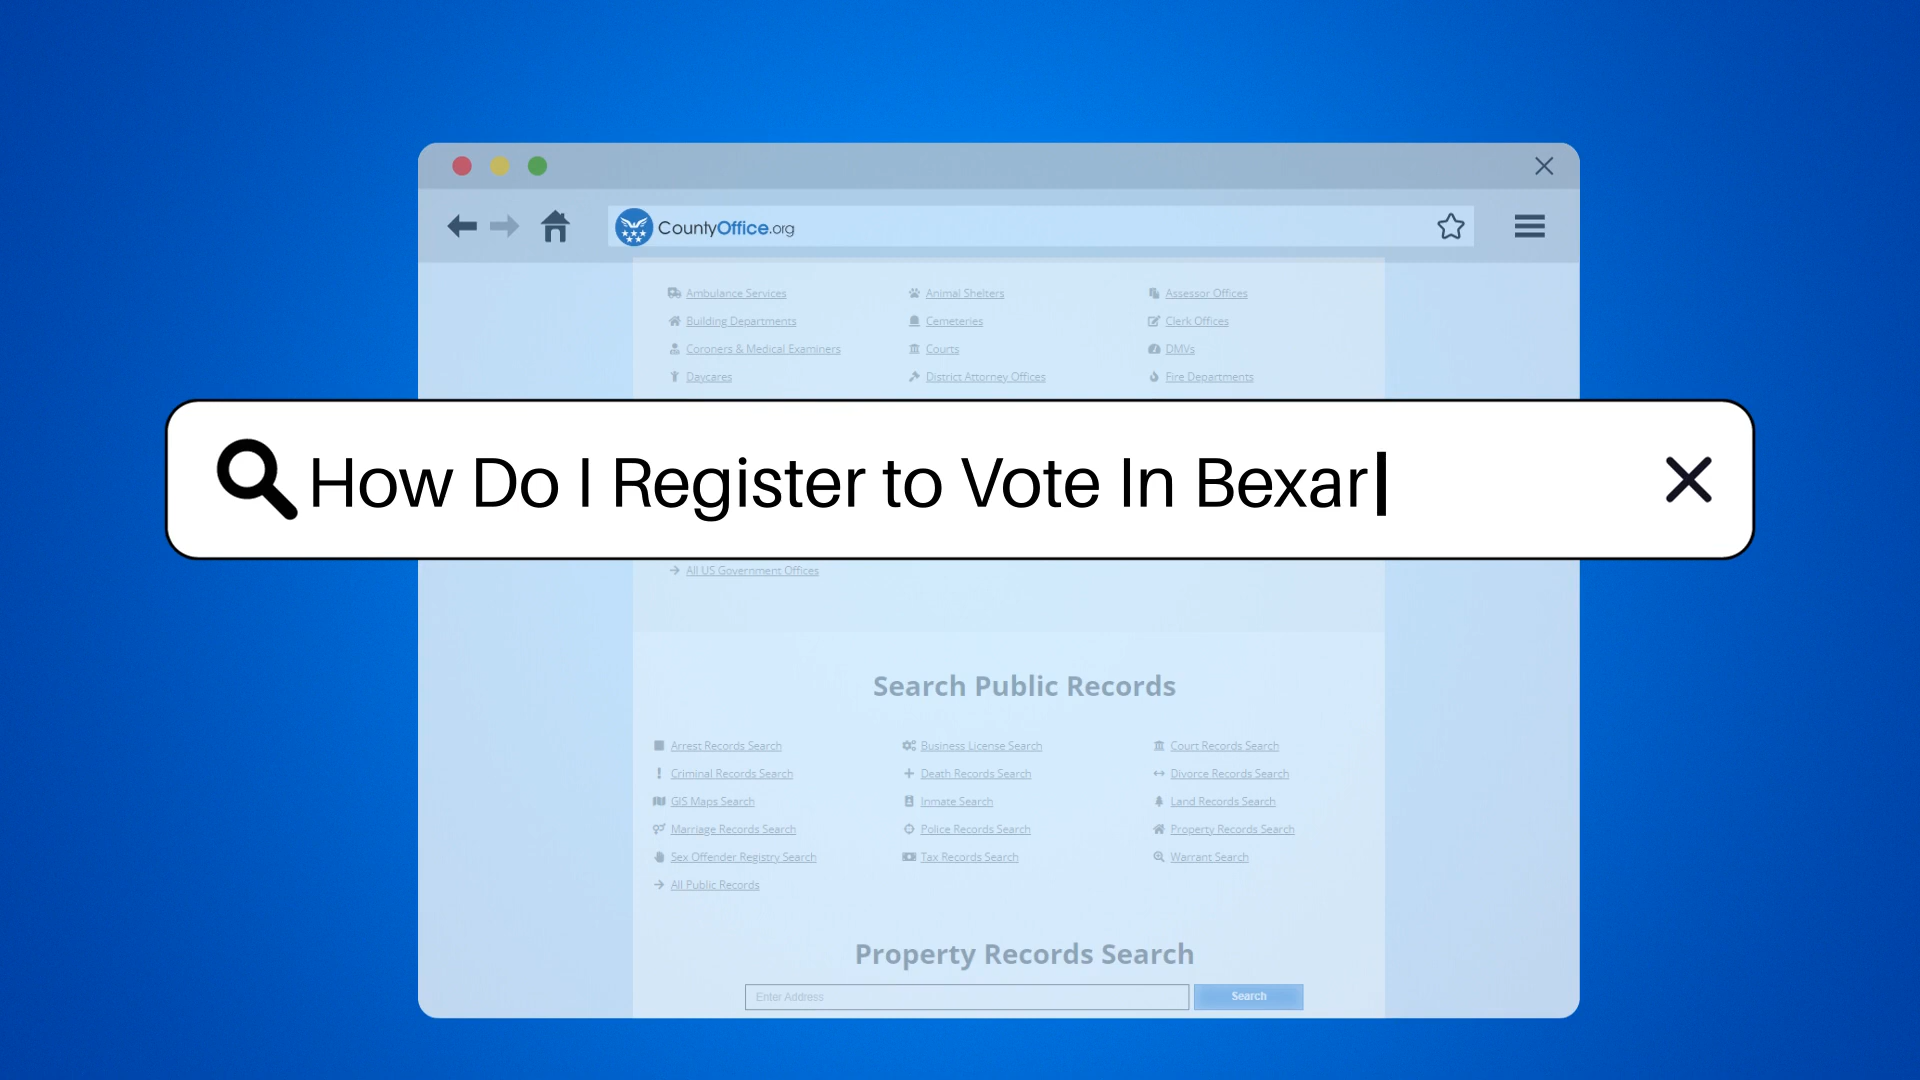 CountyOffice.org
Ambulance Services Animal Shelters Assessor Offices
Building Departments Cemeteries Clerk Offices
Coroners & Medical Examiners Courts DMVs
Daycares District Attorney Offices Fire Departments
How Do I Register to Vote In Bexar
All US Government Offices
Search Public Records
Arrest Records Search Business License Search Court Records Search
Criminal Records Search Death Records Search Divorce Records Search
GIS Maps Search Inmate Search Land Records Search
Marriage Records Search Police Records Search Property Records Search
Sex Offender Registry Search Tax Records Search Warrant Search
All Public Records
Property Records Search
Enter Address Search